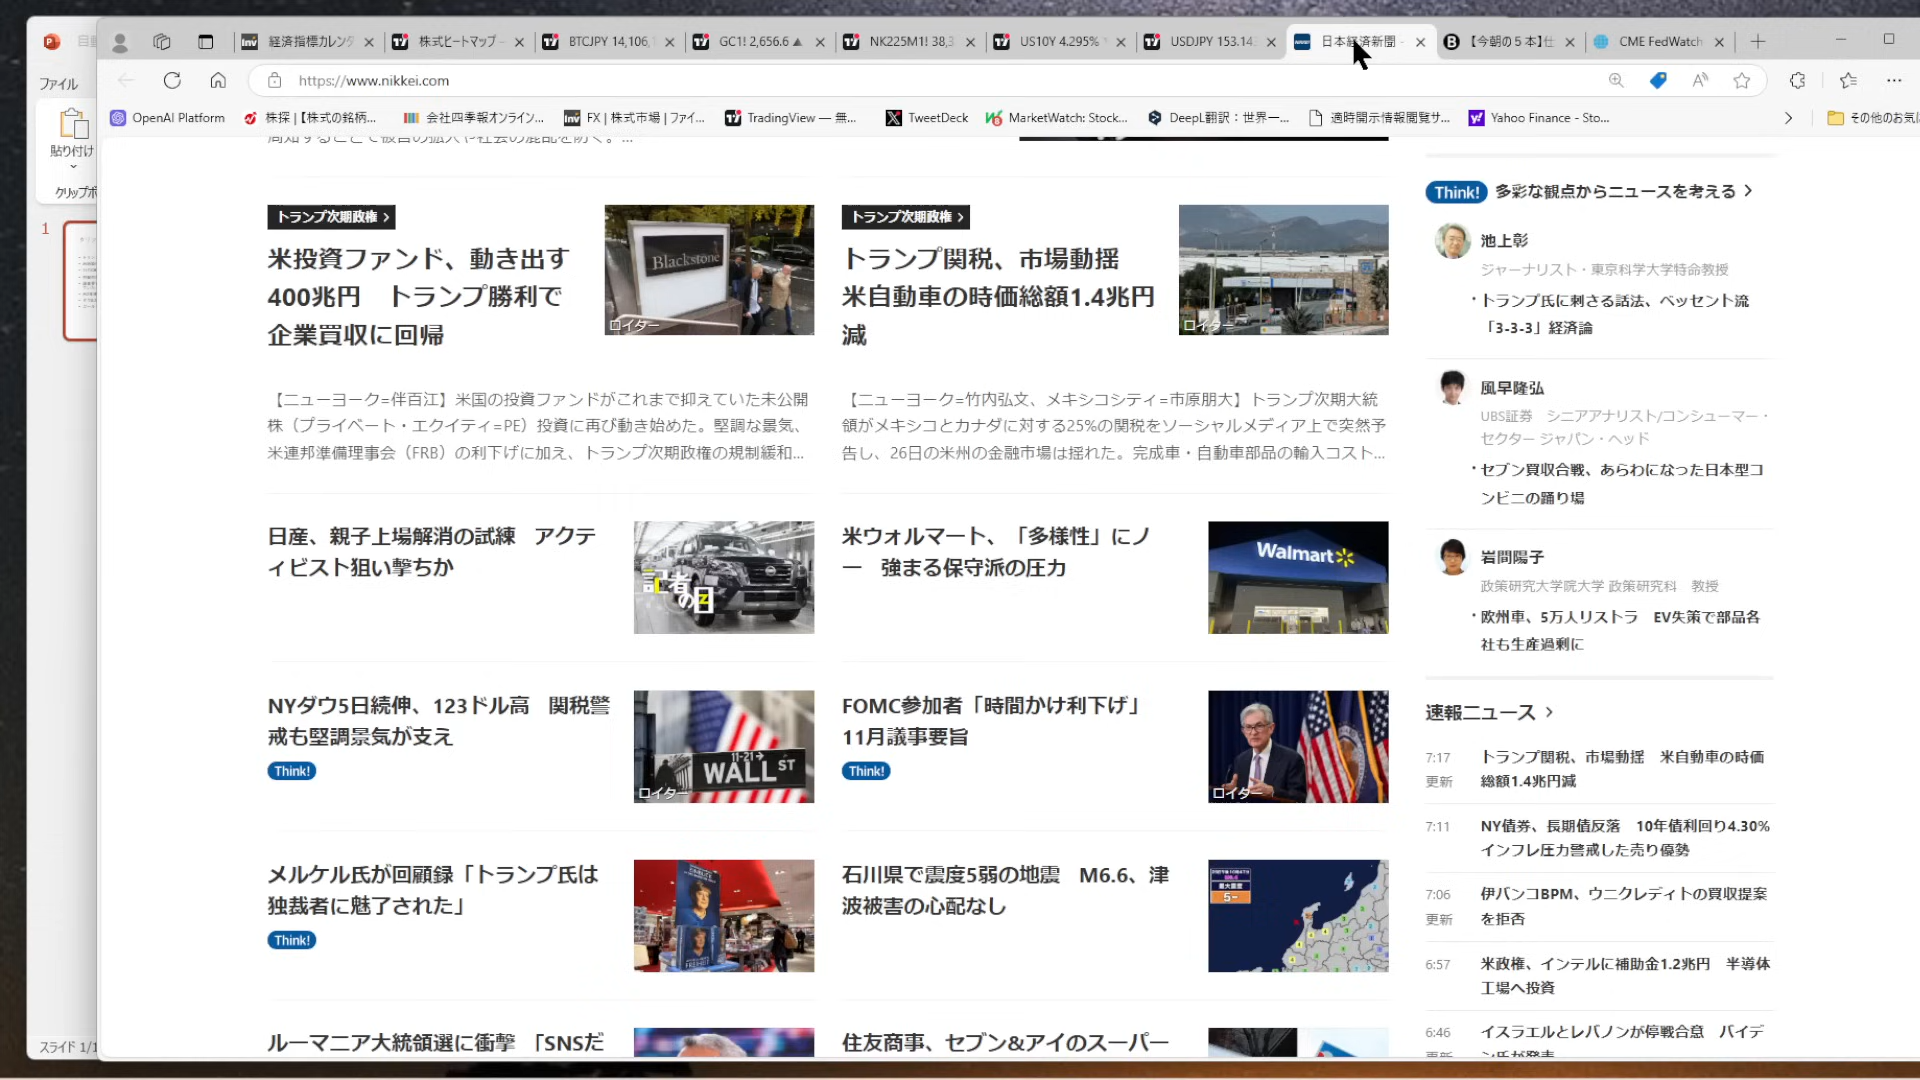 経済指標カレンダ
株式ヒートマップ –
BTCJPY 14,106,
GC1! 2,656.6 ▲
NK225M1! 38,3
US10Y 4.295%
USDJPY 153.14
日本経済新聞 -
【今朝の5本】仕
CME FedWatch
ファイル
https://www.nikkei.com
OpenAI Platform
株探 | 【株式の銘柄...
会社四季報オンライン...
FX | 株式市場 | ファイ...
TradingView — 無...
TweetDeck
MarketWatch: Stock...
DeepL翻訳：世界一...
適時開示情報閲覧サ...
Yahoo Finance - Sto...
その他のお気に
貼り付け
クリップボ
1
スライド 1/1
トランプ次期政権 >
米投資ファンド、動き出す
400兆円　トランプ勝利で
企業買収に回帰
Blackstone
ロイター
【ニューヨーク=伴百江】米国の投資ファンドがこれまで抑えていた未公開
株（プライベート・エクイティ=PE）投資に再び動き始めた。堅調な景気、
米連邦準備理事会（FRB）の利下げに加え、トランプ次期政権の規制緩和...
トランプ次期政権 >
トランプ関税、市場動揺
米自動車の時価総額1.4兆円
減
ロイター
【ニューヨーク=竹内弘文、メキシコシティ=市原朋大】トランプ次期大統
領がメキシコとカナダに対する25%の関税をソーシャルメディア上で突然予
告し、26日の米州の金融市場は揺れた。完成車・自動車部品の輸入コスト...
日産、親子上場解消の試練　アクテ
ィビスト狙い撃ちか
記者の目
米ウォルマート、「多様性」にノ
ー　強まる保守派の圧力
Walmart
NYダウ5日続伸、123ドル高　関税警
戒も堅調景気が支え
Think!
WALL ST
ロイター
FOMC参加者「時間かけ利下げ」
11月議事要旨
Think!
ロイター
メルケル氏が回顧録「トランプ氏は
独裁者に魅了された」
Think!
石川県で震度5弱の地震　M6.6、津
波被害の心配なし
5-
ルーマニア大統領選に衝撃　「SNSだ
住友商事、セブン&アイのスーパー
Think! 多彩な観点からニュースを考える >
池上彰
ジャーナリスト・東京科学大学特命教授
・トランプ氏に刺さる話法、ベッセント流
「3-3-3」経済論
風早隆弘
UBS証券　シニアアナリスト/コンシューマー・
セクター ジャパン・ヘッド
・セブン買収合戦、あらわになった日本型コ
ンビニの踊り場
岩間陽子
政策研究大学院大学 政策研究科　教授
・欧州車、5万人リストラ　EV失策で部品各
社も生産過剰に
速報ニュース >
7:17
更新
トランプ関税、市場動揺　米自動車の時価
総額1.4兆円減
7:11
NY債券、長期債反落　10年債利回り4.30%
インフレ圧力警戒した売り優勢
7:06
更新
伊バンコBPM、ウニクレディトの買収提案
を拒否
6:57
米政権、インテルに補助金1.2兆円　半導体
工場へ投資
6:46
イスラエルとレバノンが停戦合意　バイデ